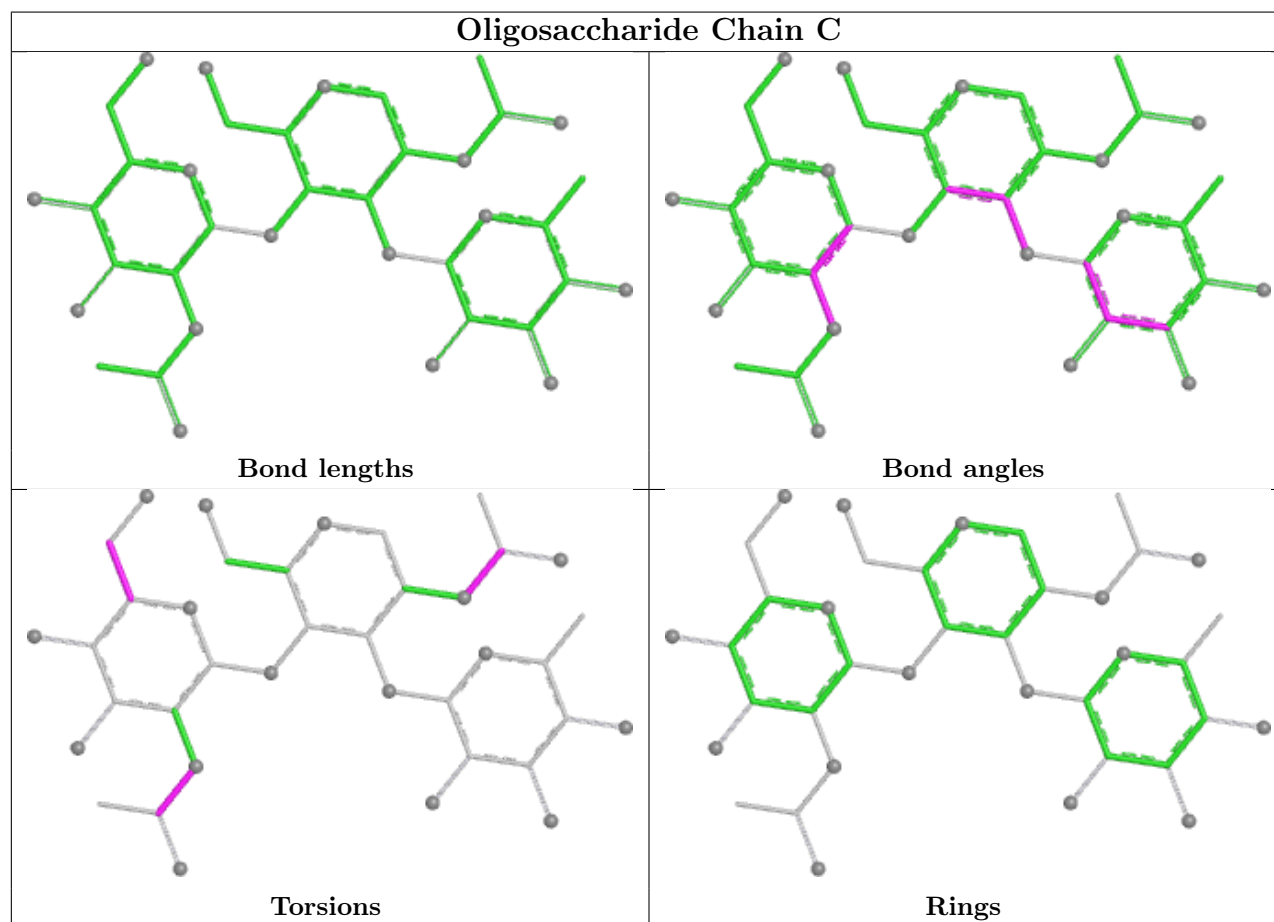 Oligosaccharide Chain C
Bond lengths
Bond angles
Torsions
Rings